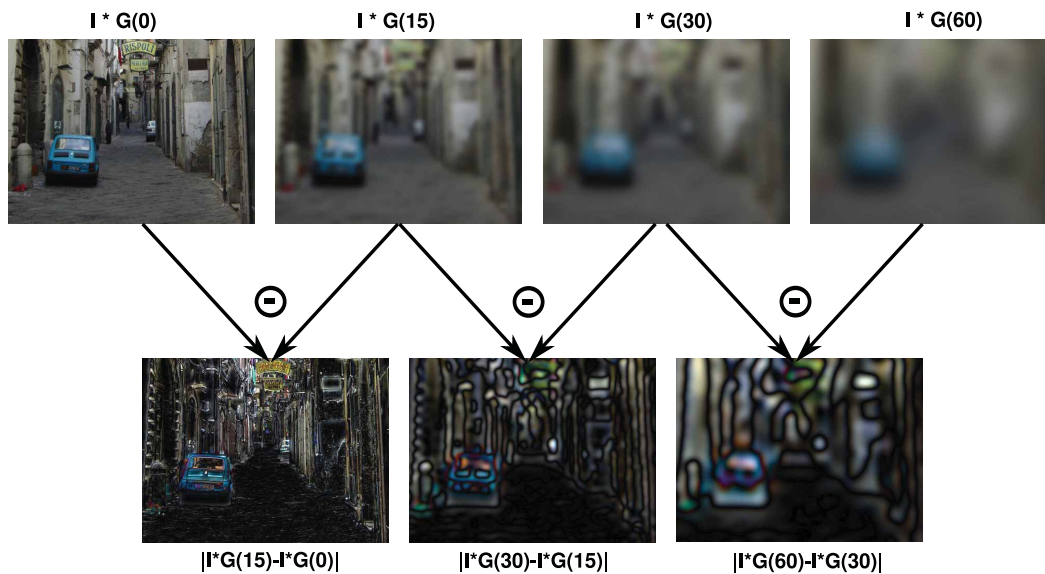 I * G(0)
I * G(15)
I * G(30)
I * G(60)
RISPOLI
-
-
-
|I*G(15)-I*G(0)|
|I*G(30)-I*G(15)|
|I*G(60)-I*G(30)|